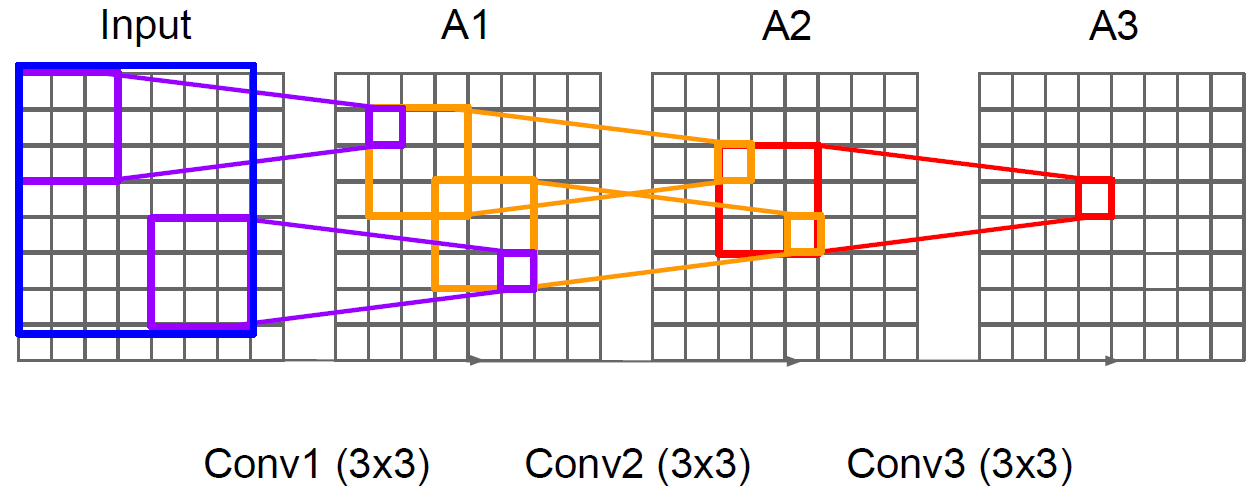 Input A1 A2 A3
Conv1 (3x3) Conv2 (3x3) Conv3 (3x3)